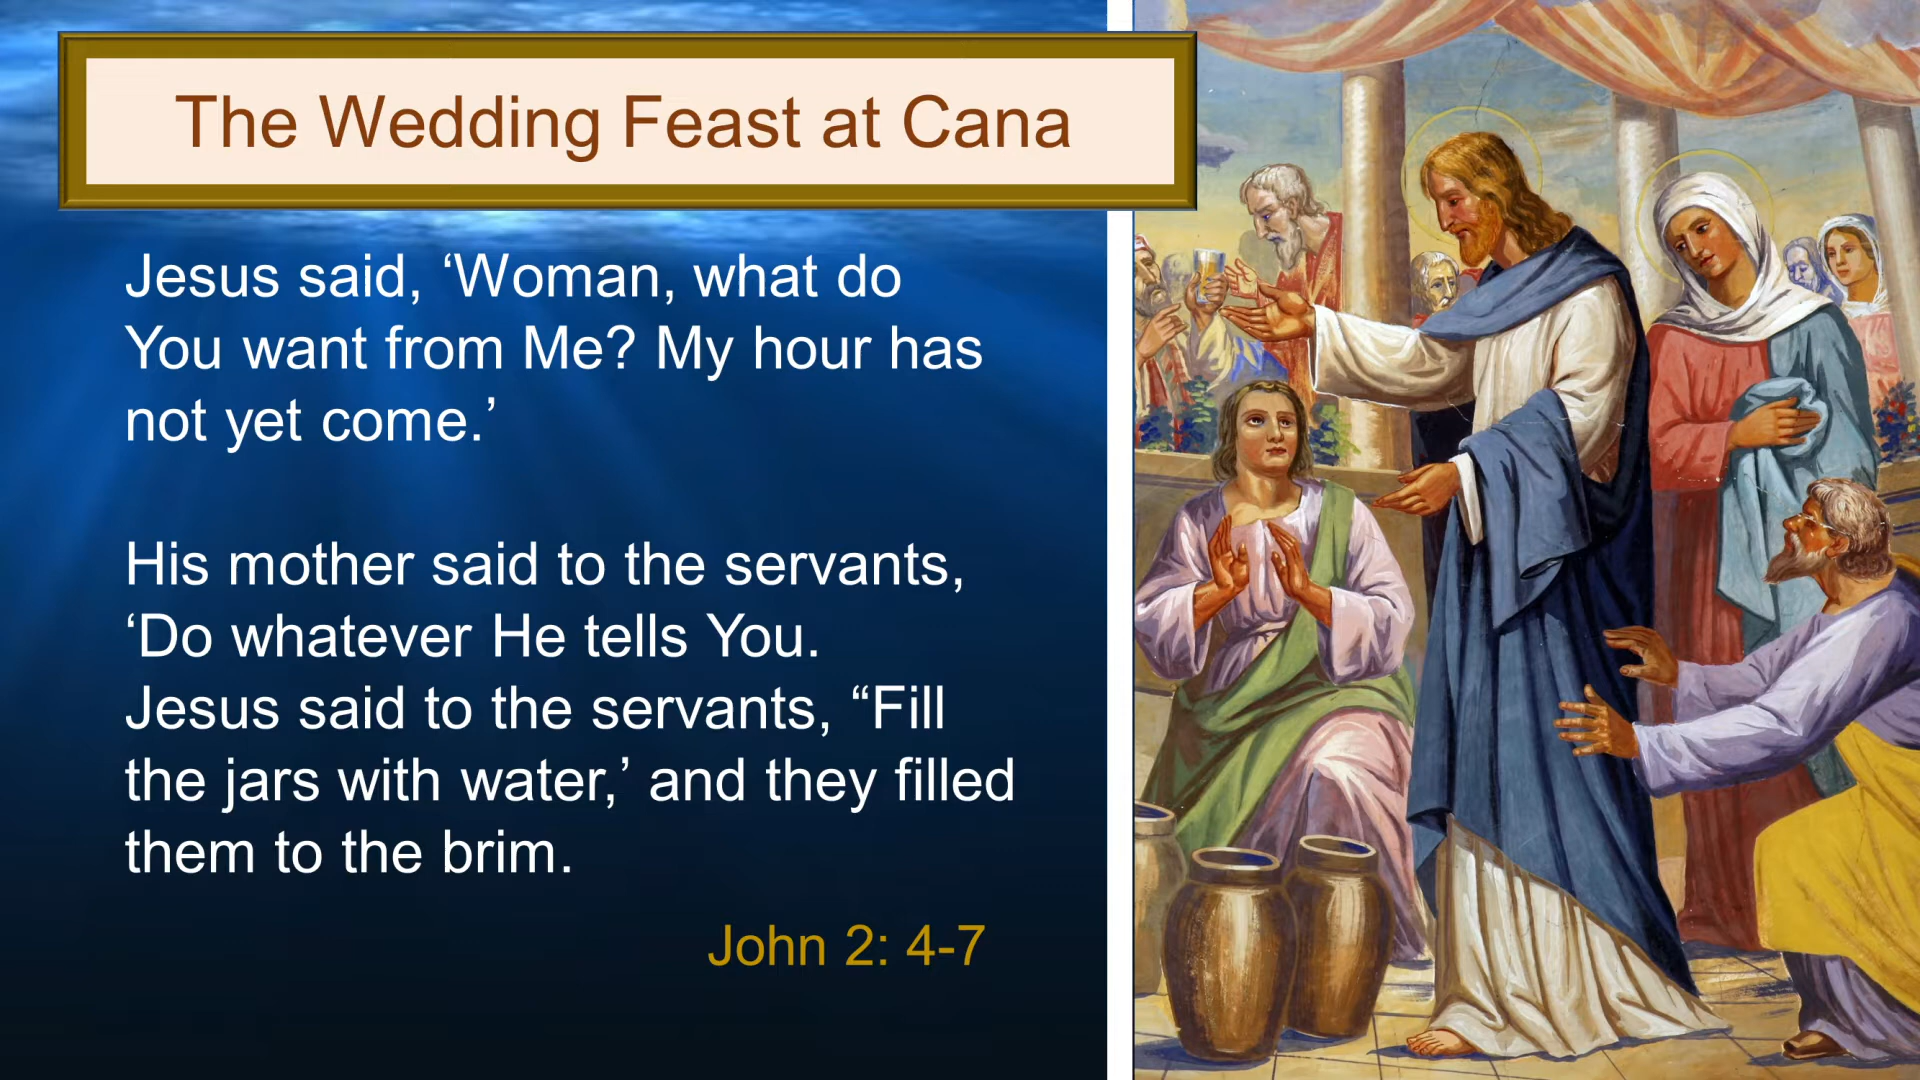 The Wedding Feast at Cana
Jesus said, ‘Woman, what do
You want from Me? My hour has
not yet come.’
His mother said to the servants,
‘Do whatever He tells You.
Jesus said to the servants, “Fill
the jars with water,’ and they filled
them to the brim.
John 2: 4-7